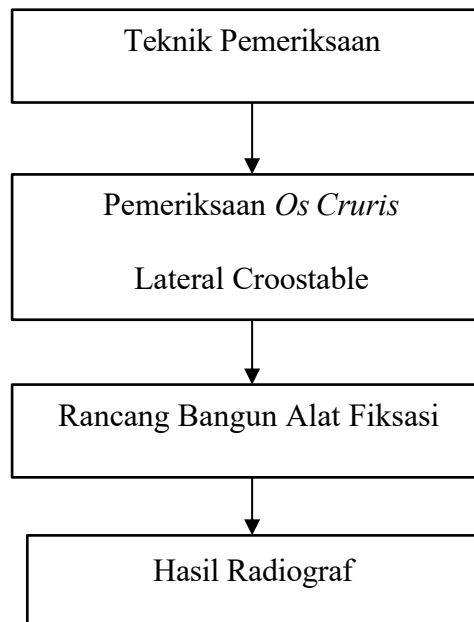 Teknik Pemeriksaan
Pemeriksaan Os Cruris
Lateral Croostable
Rancang Bangun Alat Fiksasi
Hasil Radiograf